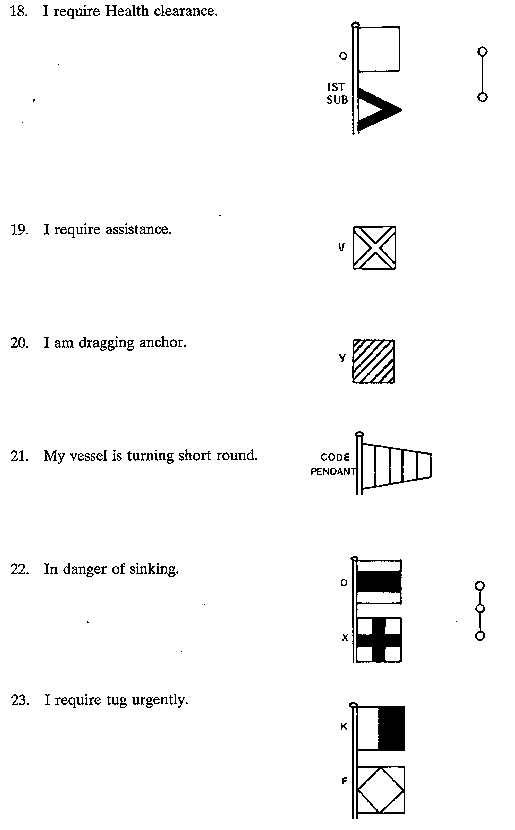 18. I require Health clearance.
Q
1ST
SUB
19. I require assistance.
V
20. I am dragging anchor.
Y
21. My vessel is turning short round.
CODE
PENDANT
22. In danger of sinking.
D
X
23. I require tug urgently.
K
F